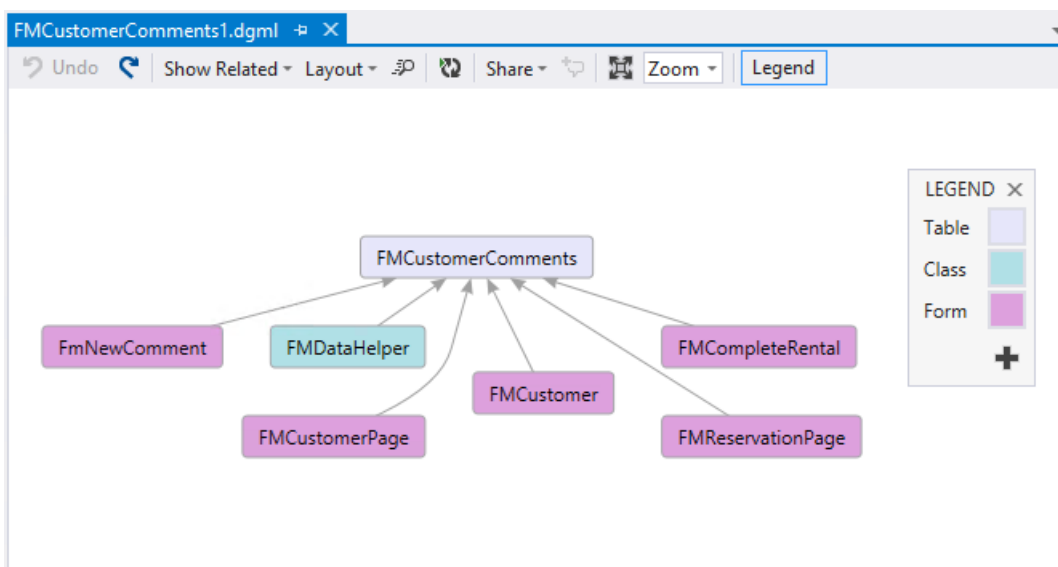 FMCustomerComments1.dgml
Undo Show Related Layout Share Zoom Legend
LEGEND
Table
Class
Form
FMCustomerComments
FmNewComment FMDataHelper FMCompleteRental
FMCustomer
FMCustomerPage FMReservationPage